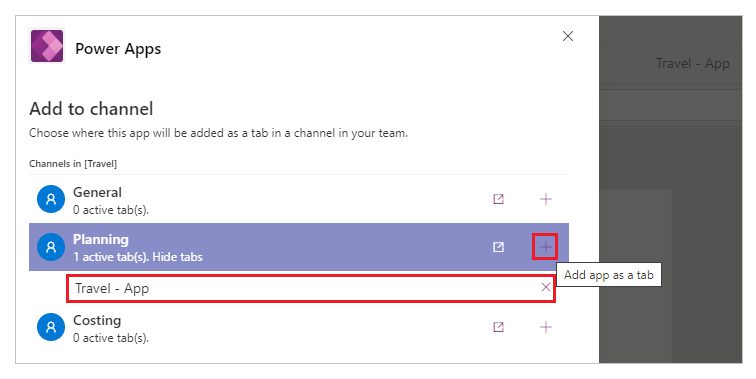 Power Apps
Travel - App
Add to channel
Choose where this app will be added as a tab in a channel in your team.
Channels in [Travel]
General
0 active tab(s).
Planning
1 active tab(s). Hide tabs
Add app as a tab
Travel - App
Costing
0 active tab(s).